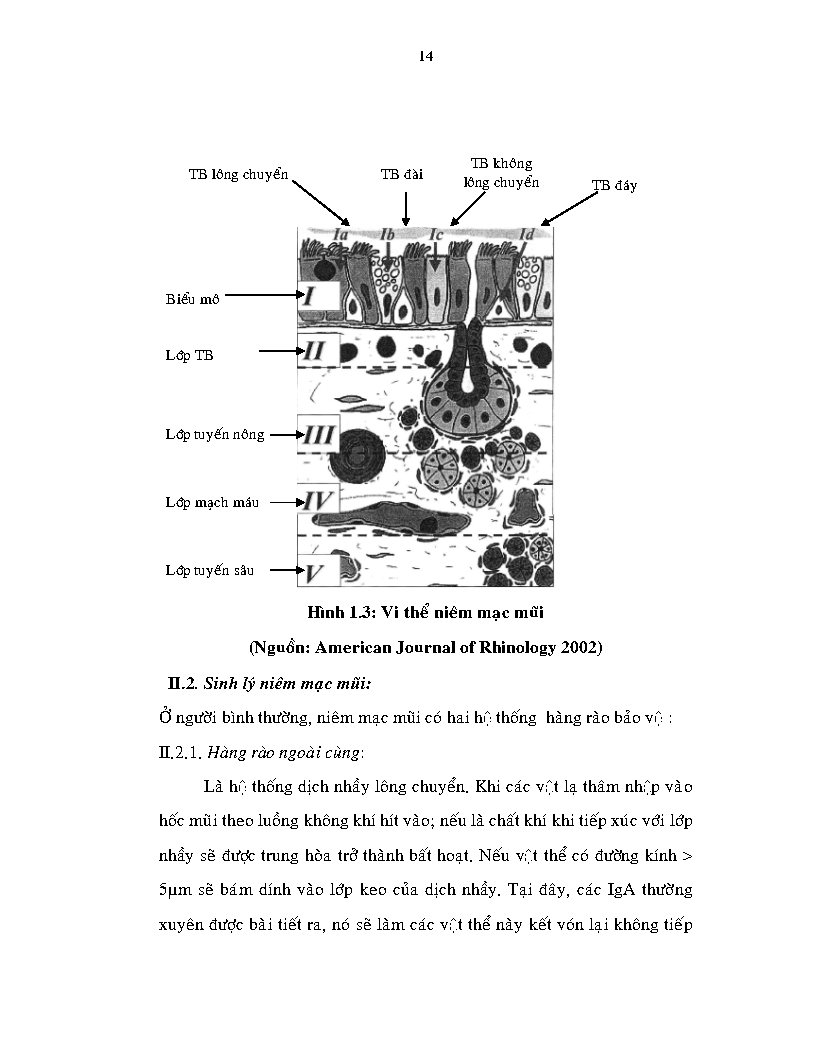 14
TB lông chuyển
TB đài
TB không
lông chuyển
TB đáy
Ia Ib Ic Id
Biểu mô
I
Lớp TB
II
Lớp tuyến nông
III
Lớp mạch máu
IV
Lớp tuyến sâu
V
Hình 1.3: Vi thể niêm mạc mũi
(Nguồn: American Journal of Rhinology 2002)
II.2. Sinh lý niêm mạc mũi:
Ở người bình thường, niêm mạc mũi có hai hệ thống hàng rào bảo vệ :
II.2.1. Hàng rào ngoài cùng:
Là hệ thống dịch nhầy lông chuyển. Khi các vật lạ thâm nhập vào
hốc mũi theo luồng không khí hít vào; nếu là chất khí khi tiếp xúc với lớp
nhầy sẽ được trung hòa trở thành bất hoạt. Nếu vật thể có đường kính >
5µm sẽ bám dính vào lớp keo của dịch nhầy. Tại đây, các IgA thường
xuyên được bài tiết ra, nó sẽ làm các vật thể này kết vón lại không tiếp